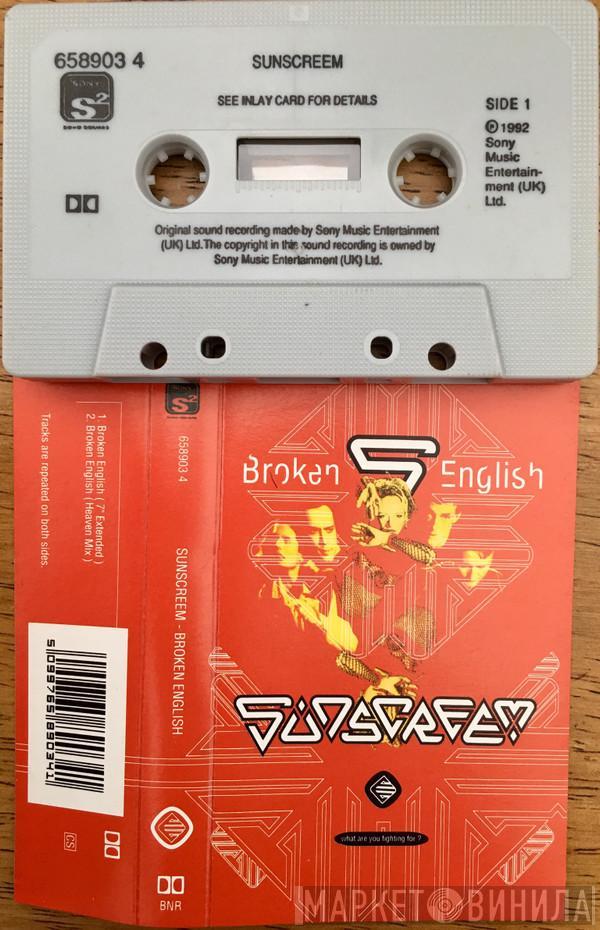 658903 4
SUNSCREEM
SONY
S2
SEE INLAY CARD FOR DETAILS
SIDE 1
℗ 1992
Sony
Music
Entertain-
ment (UK)
Ltd.
Original sound recording made by Sony Music Entertainment
(UK) Ltd. The copyright in this sound recording is owned by
Sony Music Entertainment (UK) Ltd.
1. Broken English ( 7" Extended )
2. Broken English ( Heaven Mix )
Tracks are repeated on both sides.
5 099765 890341
CS
S2
658903 4
SUNSCREEM - BROKEN ENGLISH
BNR
Broken S English
SUNSCREEM
what are you fighting for ?
МАРКЕТ ВИНИЛА